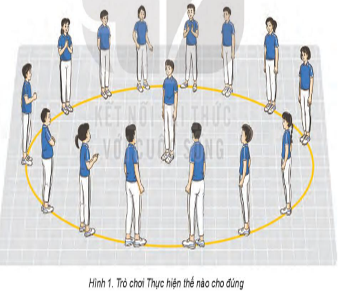 KẾT NỐI TRI THỨC
VỚI CUỘC SỐNG
Hình 1. Trò chơi Thực hiện thế nào cho đúng